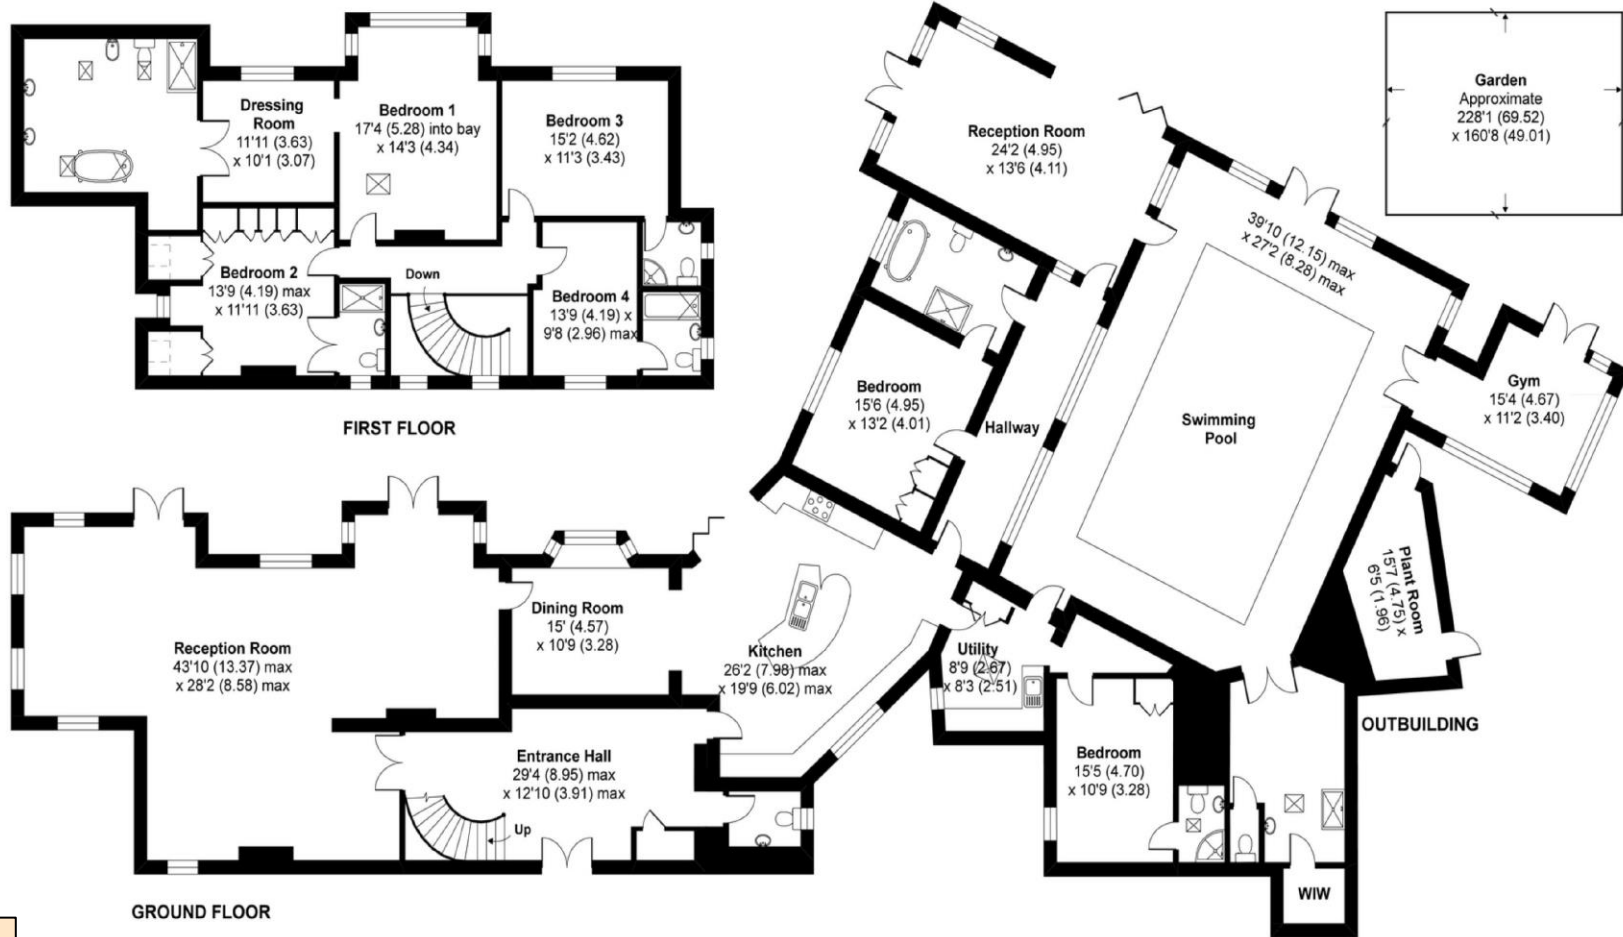 Dressing
Room
11'11 (3.63)
x 10'1 (3.07)
Bedroom 1
17'4 (5.28) into bay
x 14'3 (4.34)
Bedroom 3
15'2 (4.62)
x 11'3 (3.43)
Bedroom 2
13'9 (4.19) max
x 11'11 (3.63)
Down
Bedroom 4
13'9 (4.19) x
9'8 (2.96) max
FIRST FLOOR
Reception Room
24'2 (4.95)
x 13'6 (4.11)
Garden
Approximate
228'1 (69.52)
x 160'8 (49.01)
39'10 (12.15) max
x 27'2 (8.28) max
Bedroom
15'6 (4.95)
x 13'2 (4.01)
Hallway
Swimming
Pool
Gym
15'4 (4.67)
x 11'2 (3.40)
Plant Room
15'7 (4.75) x
6'5 (1.96)
OUTBUILDING
Reception Room
43'10 (13.37) max
x 28'2 (8.58) max
Dining Room
15' (4.57)
x 10'9 (3.28)
Kitchen
26'2 (7.98) max
x 19'9 (6.02) max
Utility
8'9 (2.67)
x 8'3 (2.51)
Entrance Hall
29'4 (8.95) max
x 12'10 (3.91) max
Up
Bedroom
15'5 (4.70)
x 10'9 (3.28)
WIW
GROUND FLOOR